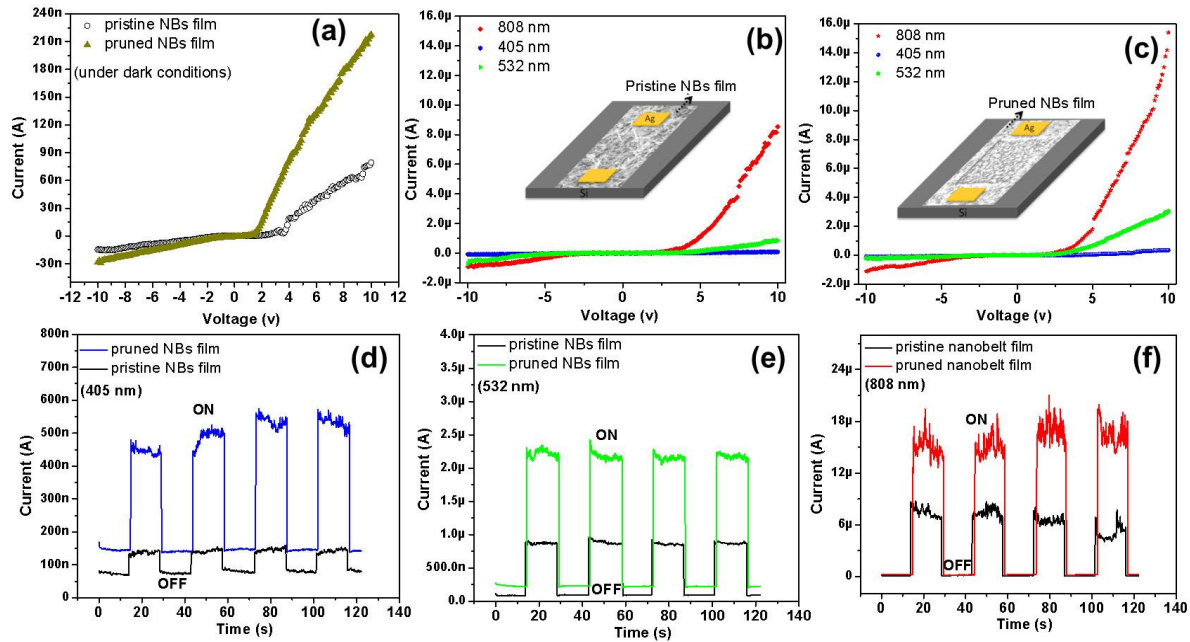 (a)
pristine NBs film
pruned NBs film
(under dark conditions)
240n
210n
180n
150n
120n
90n
60n
30n
0
-30n
Current (A)
-12 -10 -8 -6 -4 -2 0 2 4 6 8 10 12
Voltage (v)
(b)
808 nm
405 nm
532 nm
Pristine NBs film
Ag
Si
16.0µ
14.0µ
12.0µ
10.0µ
8.0µ
6.0µ
4.0µ
2.0µ
0.0
-2.0µ
Current (A)
-10 -5 0 5 10
Voltage (v)
(c)
808 nm
405 nm
532 nm
Pruned NBs film
Ag
Si
16.0µ
14.0µ
12.0µ
10.0µ
8.0µ
6.0µ
4.0µ
2.0µ
0.0
-2.0µ
Current (A)
-10 -5 0 5 10
Voltage (v)
(d)
pruned NBs film
pristine NBs film
(405 nm)
ON
OFF
800n
700n
600n
500n
400n
300n
200n
100n
0
Current (A)
0 20 40 60 80 100 120 140
Time (s)
(e)
pristine NBs film
pruned NBs film
(532 nm)
ON
OFF
4.0µ
3.5µ
3.0µ
2.5µ
2.0µ
1.5µ
1.0µ
500.0n
0.0
Current (A)
0 20 40 60 80 100 120 140
Time (s)
(f)
pristine nanobelt film
pruned nanobelt film
(808 nm)
ON
OFF
24µ
18µ
12µ
6µ
0
Current (A)
0 20 40 60 80 100 120 140
Time (s)